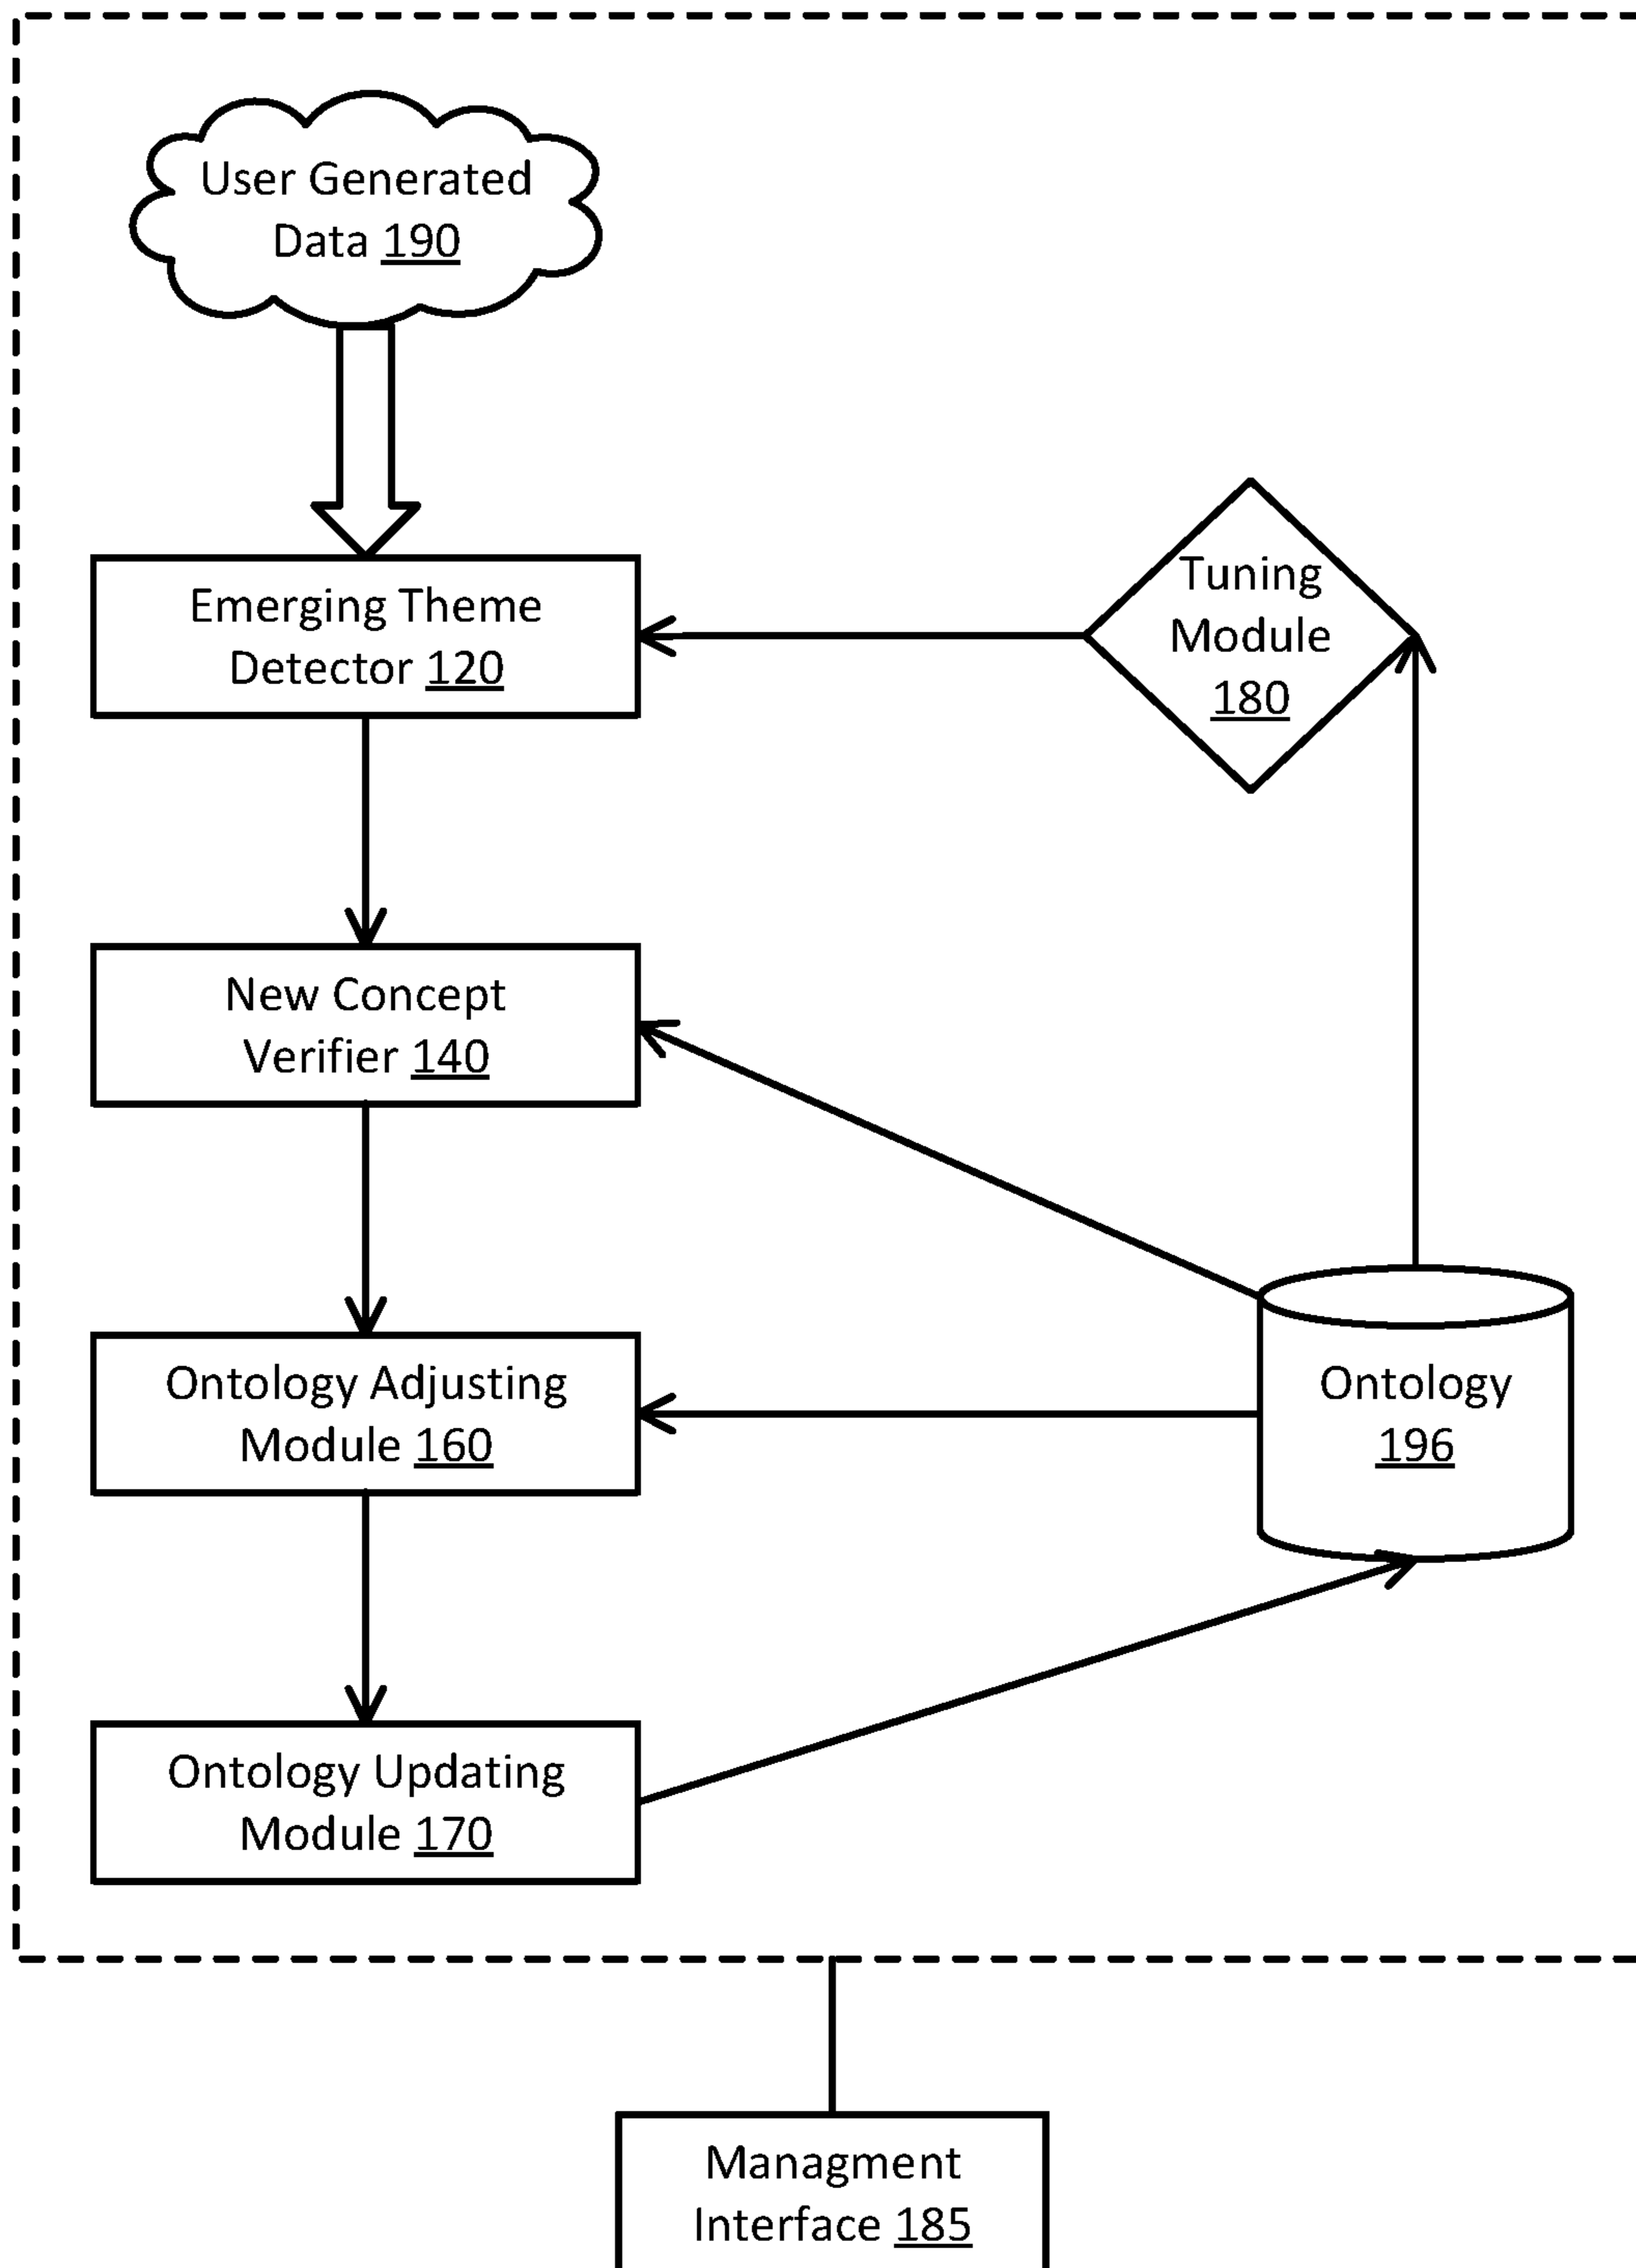 User Generated
Data 190
Emerging Theme
Detector 120
Tuning
Module
180
New Concept
Verifier 140
Ontology Adjusting
Module 160
Ontology
196
Ontology Updating
Module 170
Managment
Interface 185